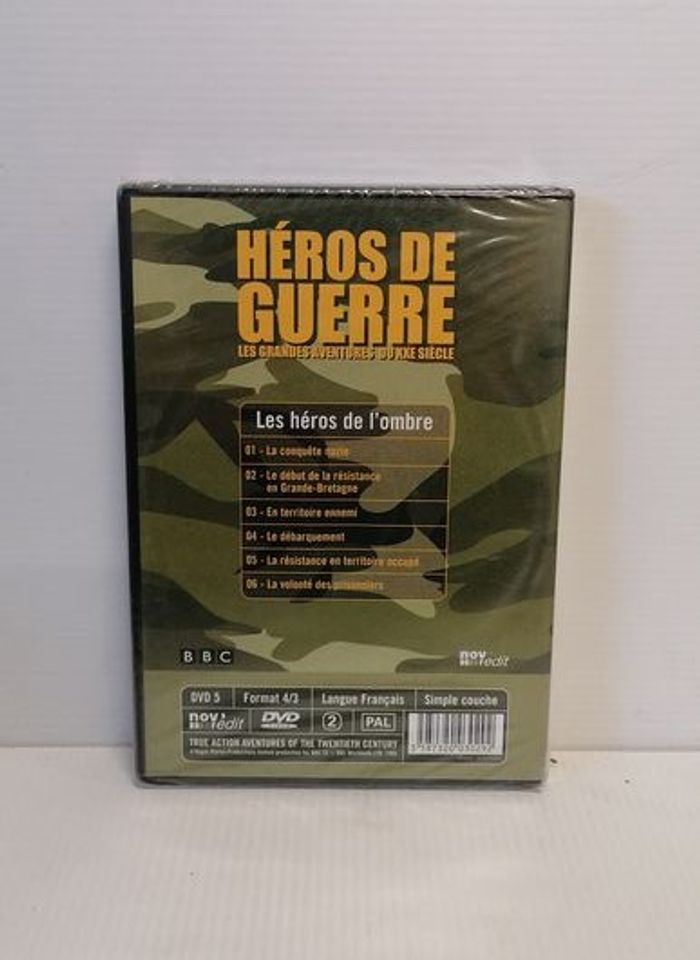 HÉROS DE
GUERRE
LES GRANDES AVENTURES DU XXE SIÈCLE
Les héros de l'ombre
01 - La conquête nazie
02 - Le début de la résistance
en Grande-Bretagne
03 - En territoire ennemi
04 - Le débarquement
05 - La résistance en territoire occupé
06 - La volonté des prisonniers
BBC
nov édit
DVD 5 Format 4/3 Langue Français Simple couche
nov édit DVD 2 PAL
TRUE ACTION AVENTURES OF THE TWENTIETH CENTURY